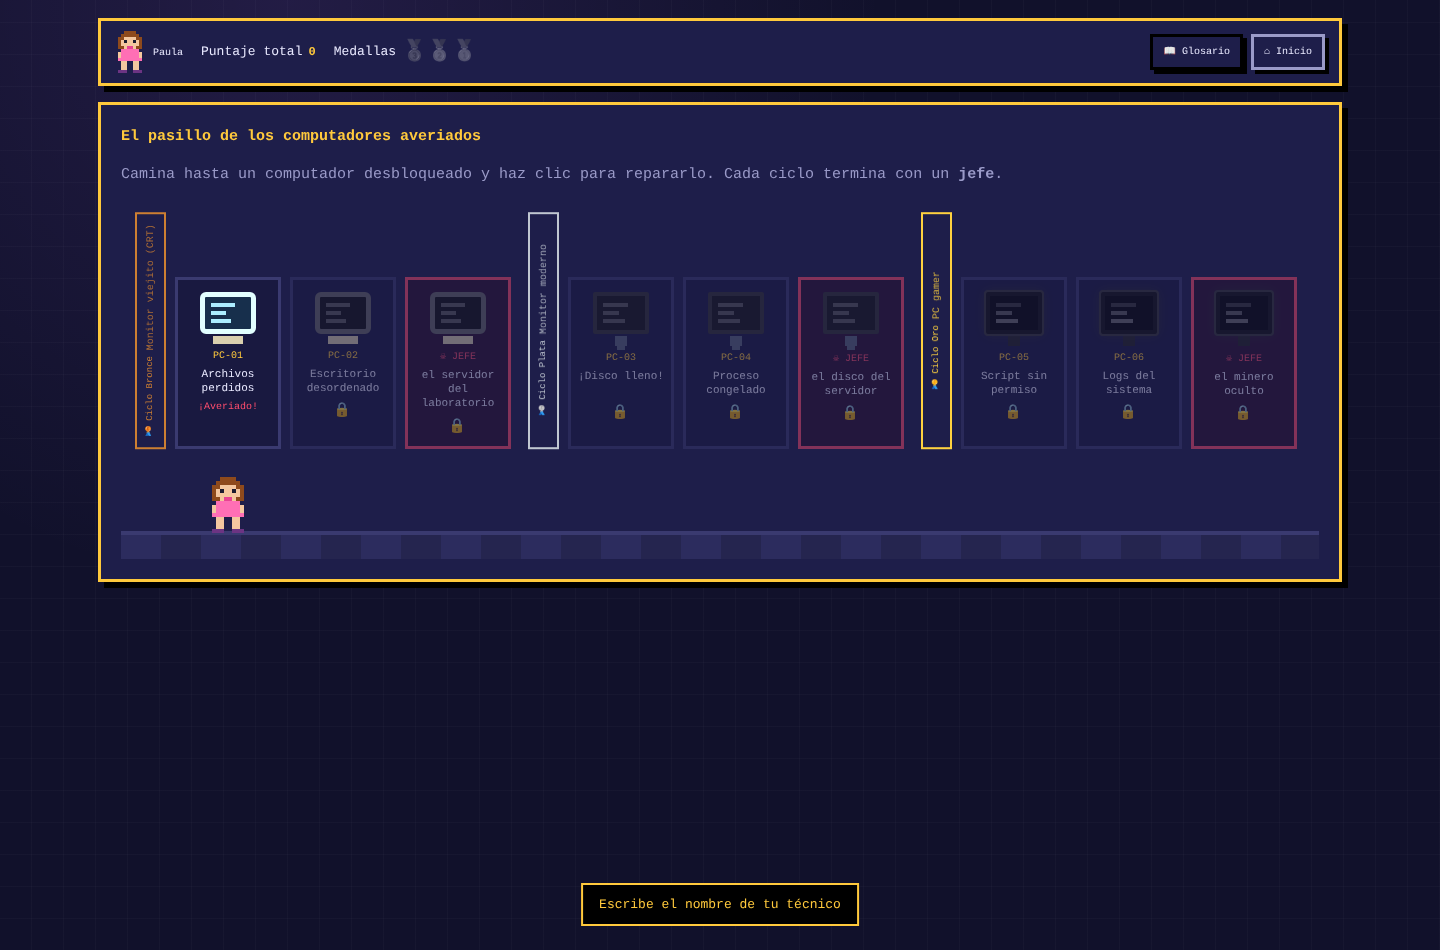 Paula Puntaje total 0 Medallas
📖 Glosario
⌂ Inicio
El pasillo de los computadores averiados
Camina hasta un computador desbloqueado y haz clic para repararlo. Cada ciclo termina con un jefe.
Ciclo Bronce Monitor viejito (CRT)
PC-01
Archivos
perdidos
¡Averiado!
PC-02
Escritorio
desordenado
☠ JEFE
el servidor
del
laboratorio
Ciclo Plata Monitor moderno
PC-03
¡Disco lleno!
PC-04
Proceso
congelado
☠ JEFE
el disco del
servidor
Ciclo Oro PC gamer
PC-05
Script sin
permiso
PC-06
Logs del
sistema
☠ JEFE
el minero
oculto
Escribe el nombre de tu técnico